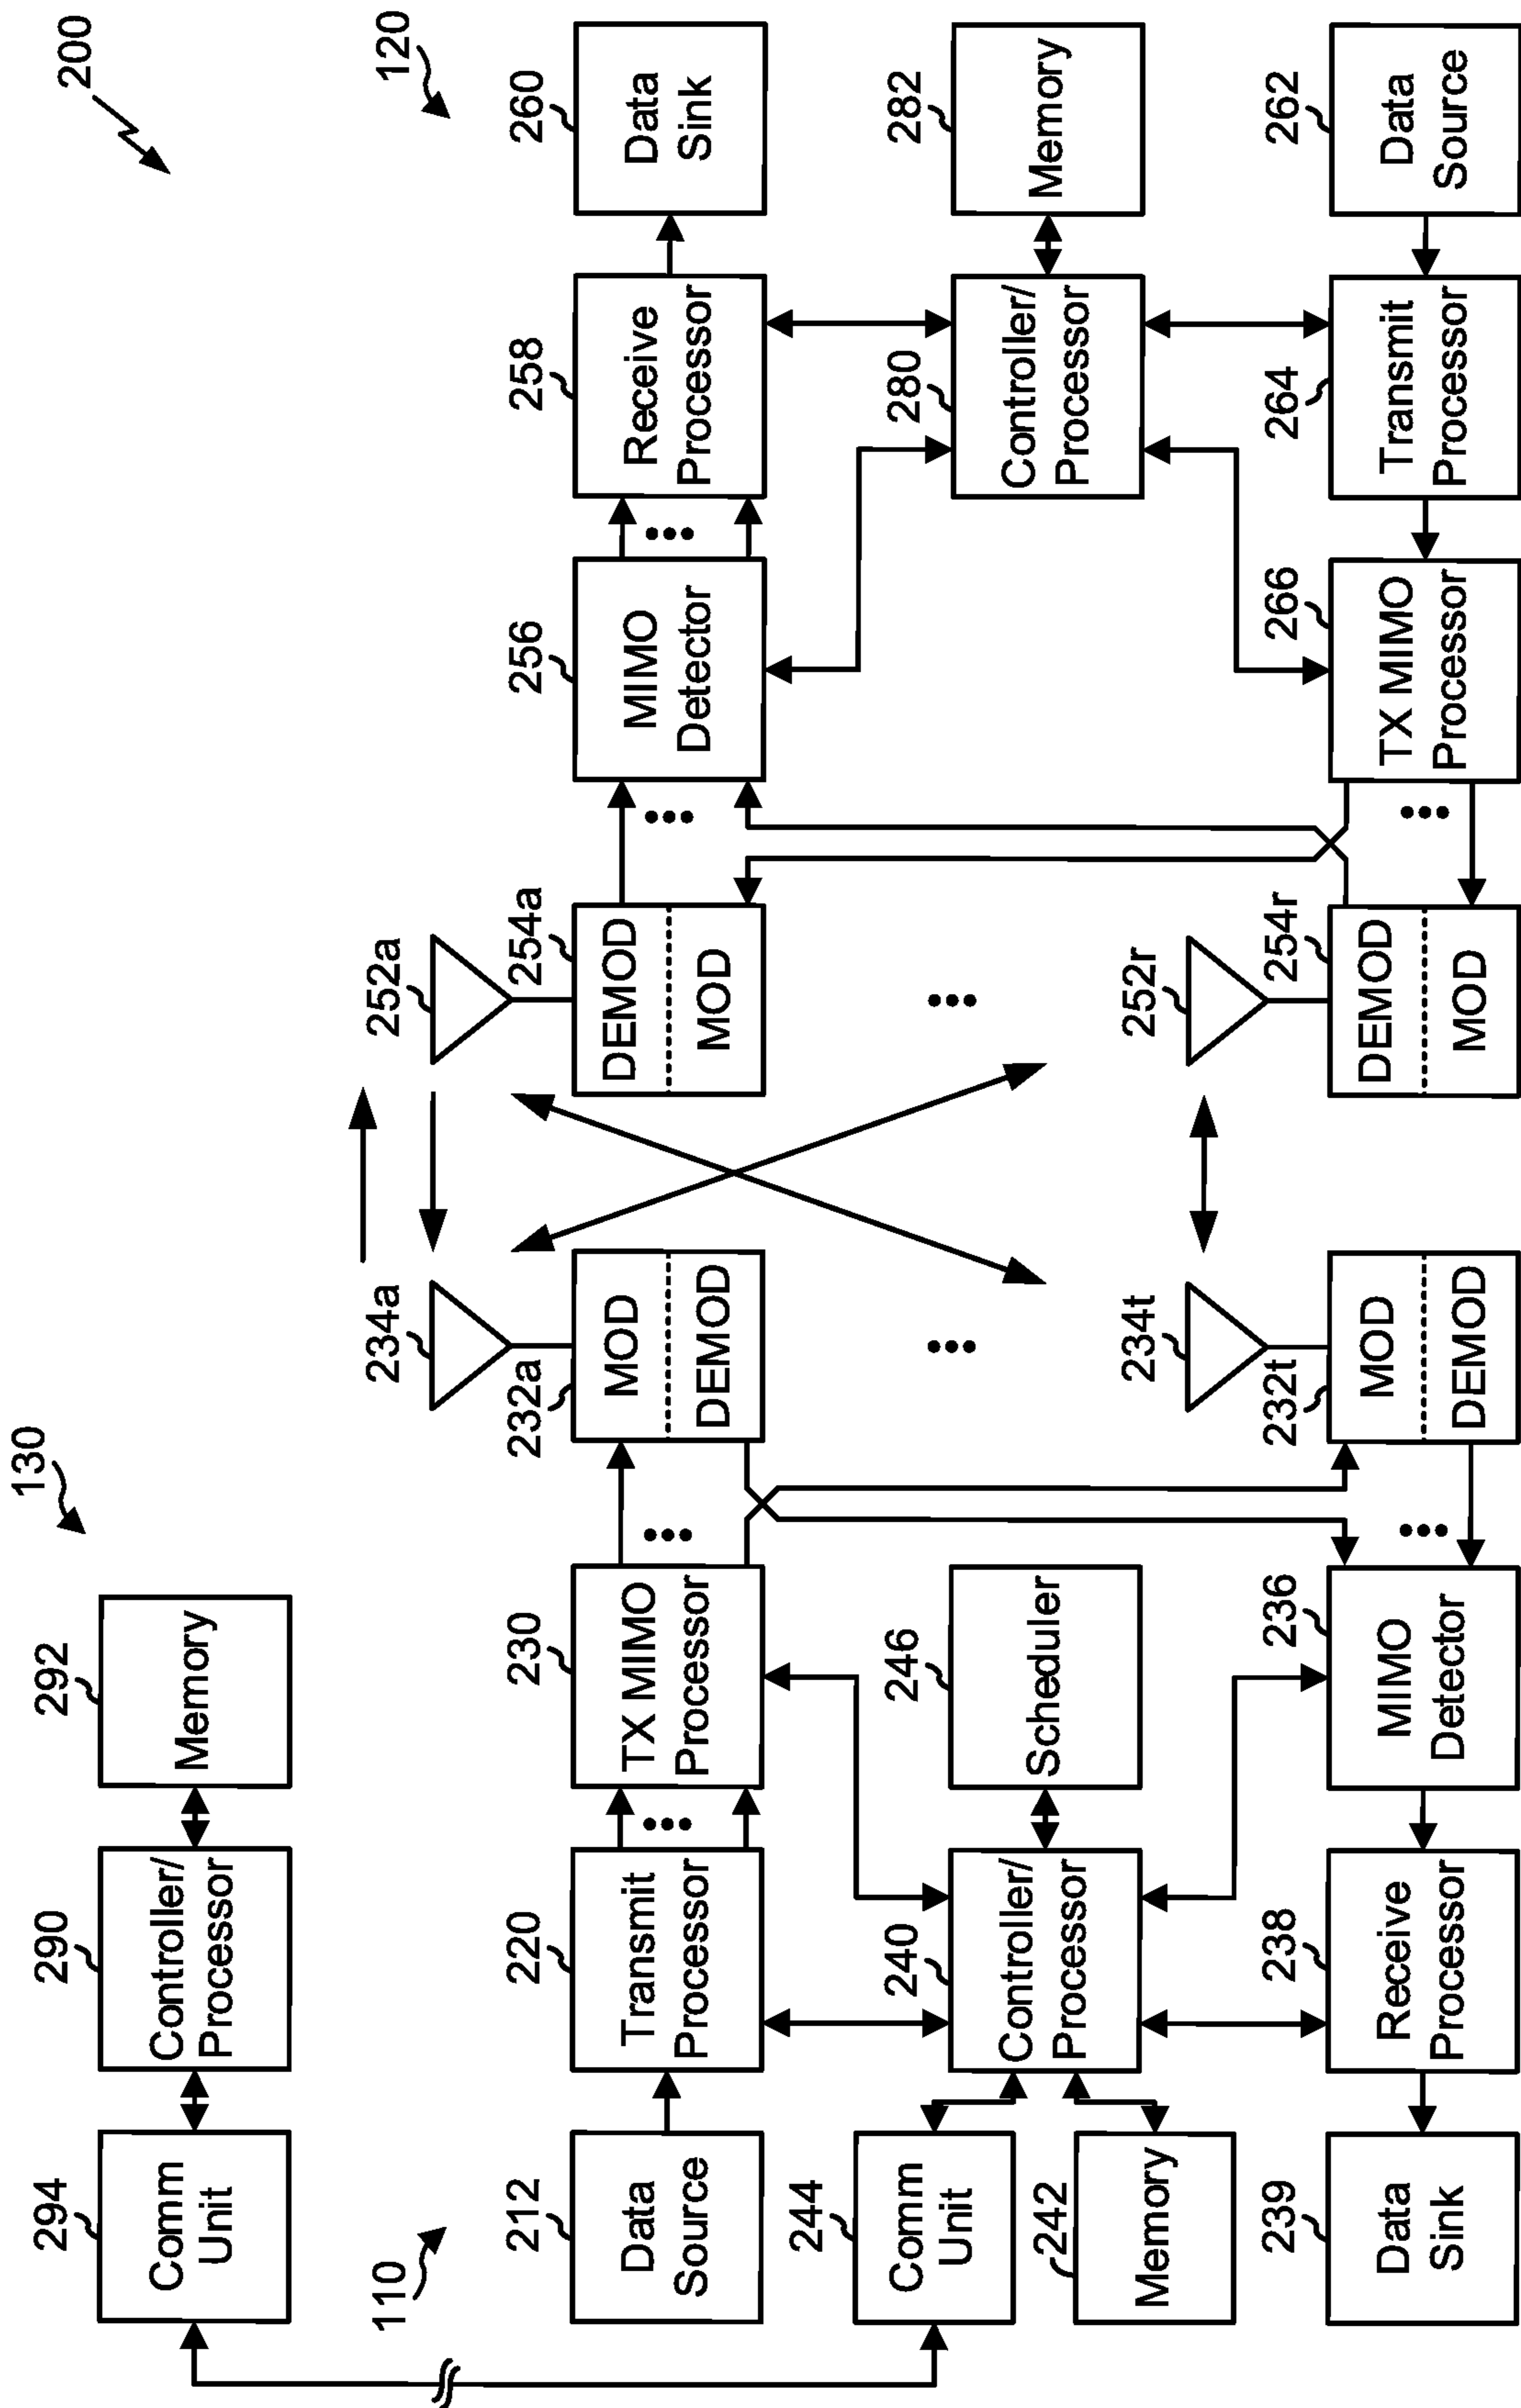 200
130
294
290
292
Comm
Unit
Controller/
Processor
Memory
110
120
234a
252a
212
220
230
232a
254a
256
258
260
Data
Source
Transmit
Processor
TX MIMO
Processor
MOD
DEMOD
DEMOD
MOD
MIMO
Detector
Receive
Processor
Data
Sink
244
240
246
280
282
Comm
Unit
Controller/
Processor
Scheduler
Controller/
Processor
Memory
242
Memory
234t
252r
239
238
236
232t
254r
266
264
262
Data
Sink
Receive
Processor
MIMO
Detector
MOD
DEMOD
DEMOD
MOD
TX MIMO
Processor
Transmit
Processor
Data
Source